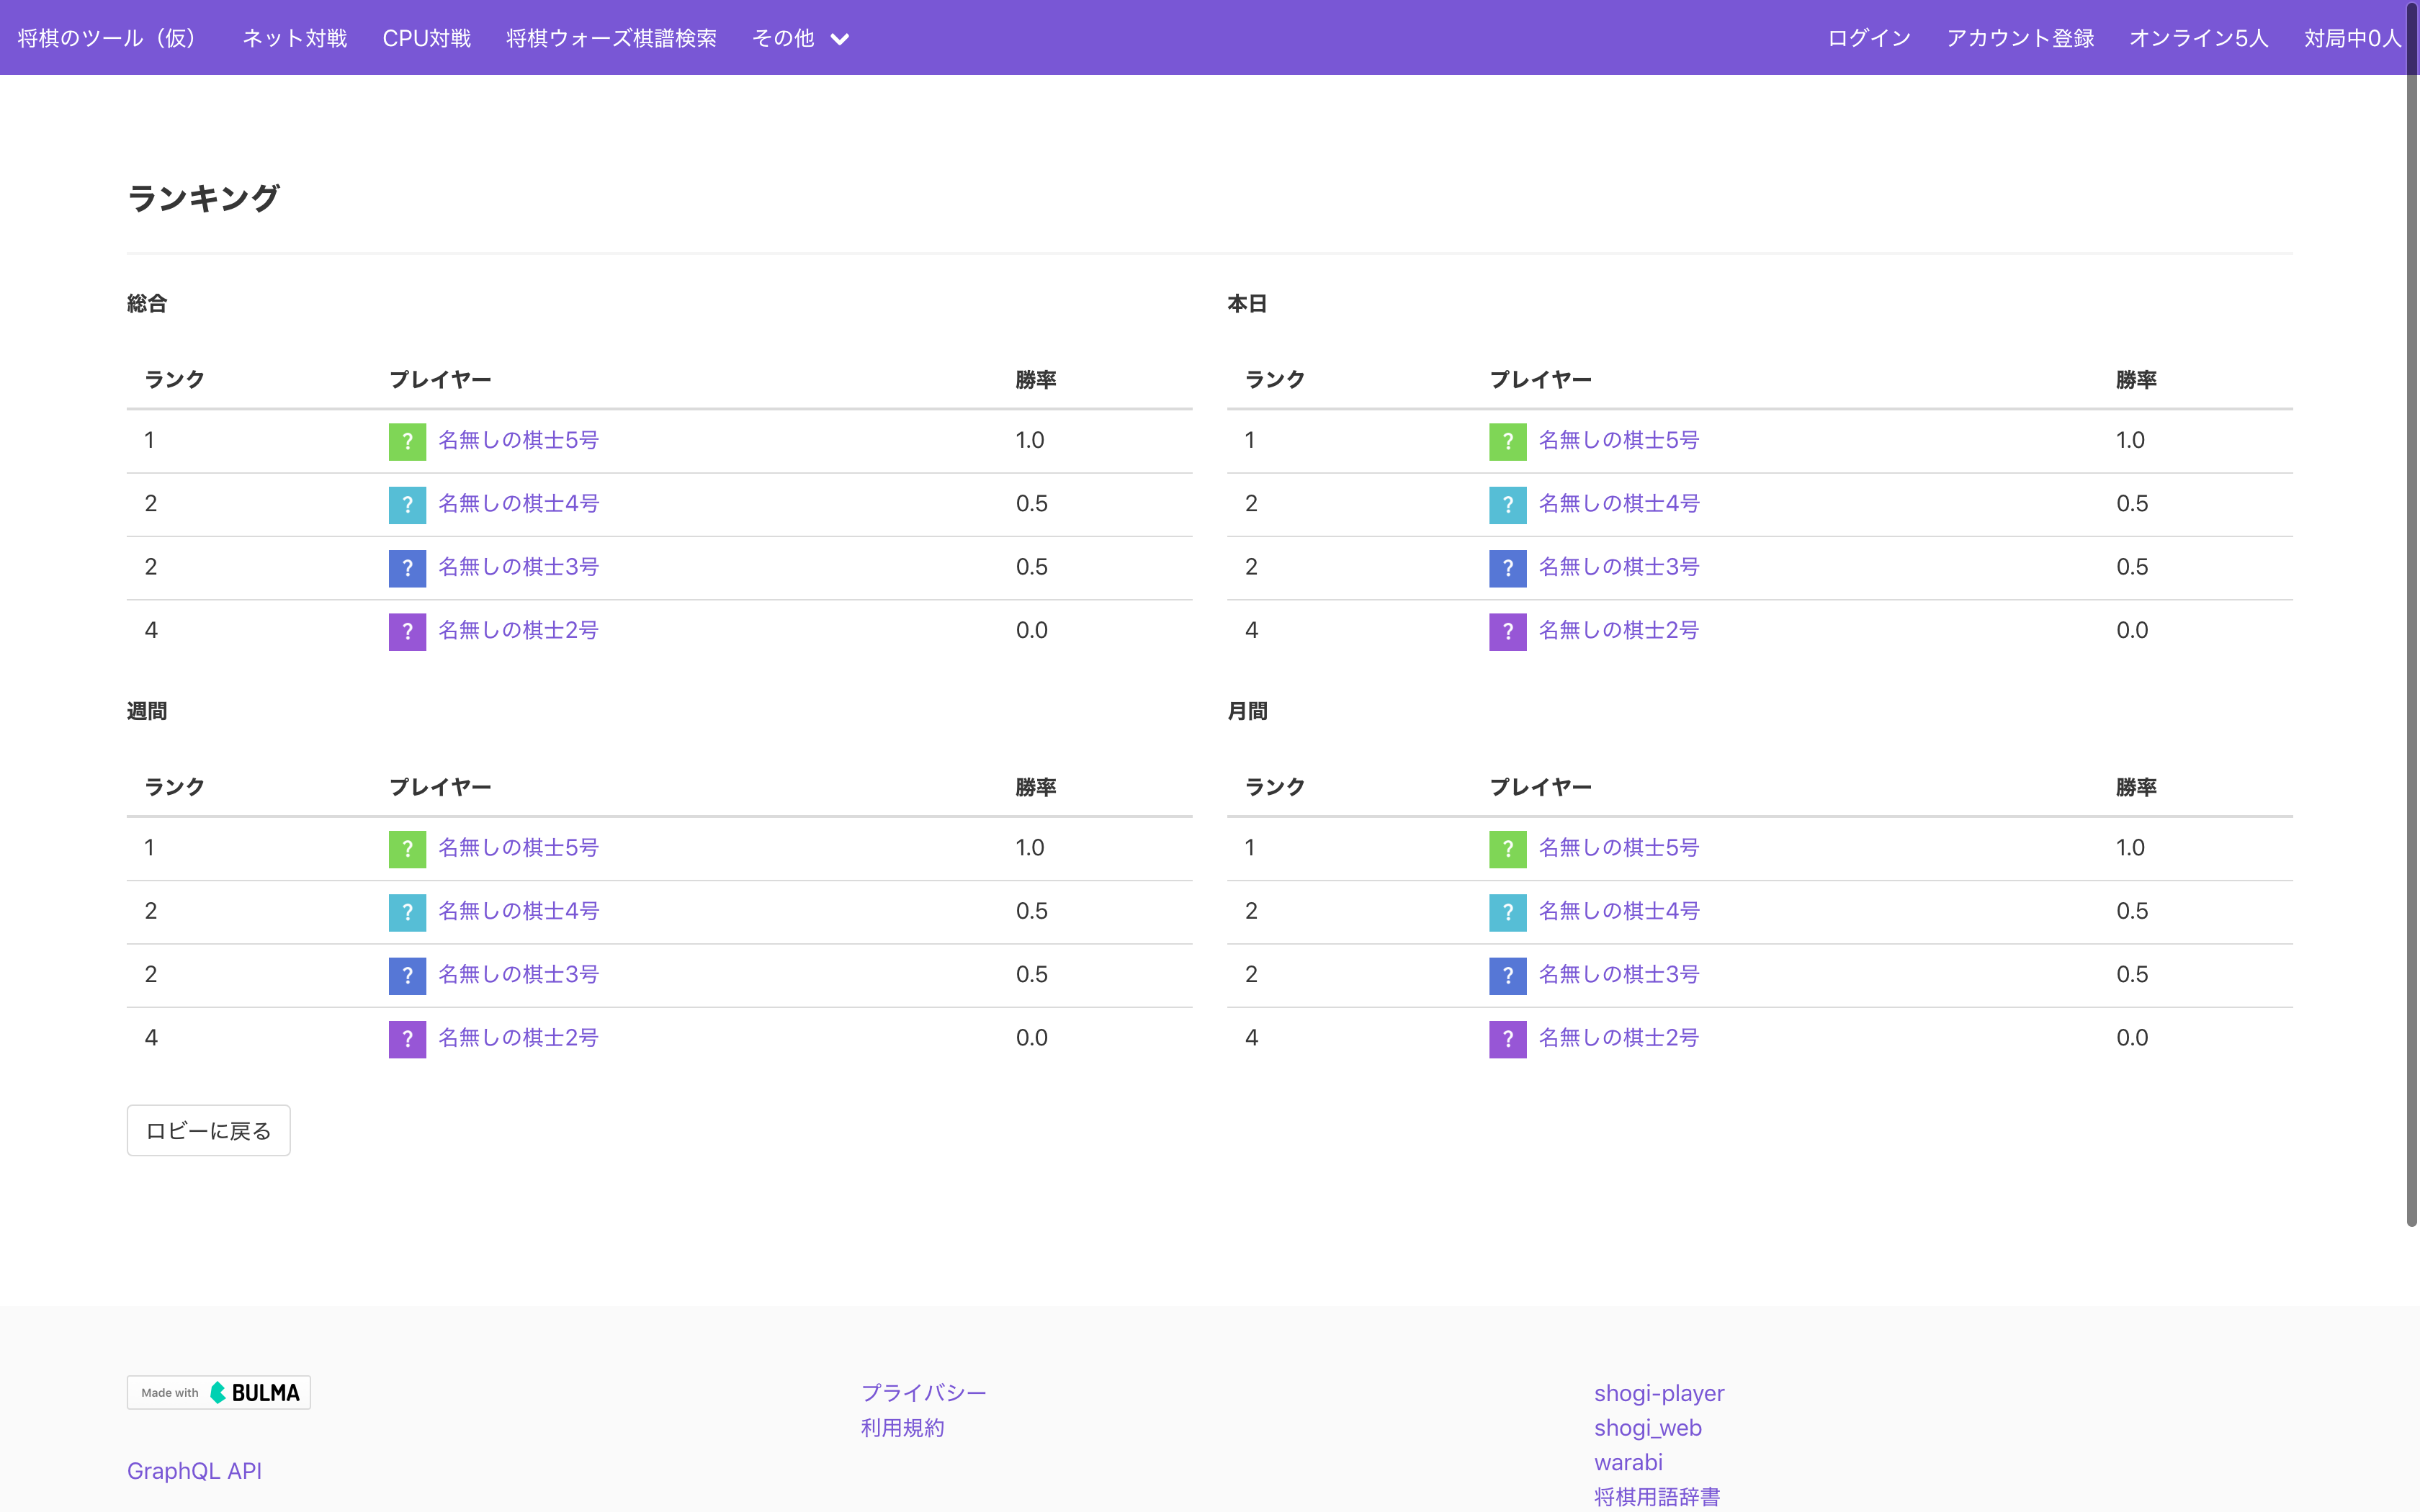 将棋のツール（仮） ネット対戦 CPU対戦 将棋ウォーズ棋譜検索 その他 ログイン アカウント登録 オンライン5人 対局中0人
ランキング
総合
ランク プレイヤー 勝率
1 ? 名無しの棋士5号 1.0
2 ? 名無しの棋士4号 0.5
2 ? 名無しの棋士3号 0.5
4 ? 名無しの棋士2号 0.0
本日
ランク プレイヤー 勝率
1 ? 名無しの棋士5号 1.0
2 ? 名無しの棋士4号 0.5
2 ? 名無しの棋士3号 0.5
4 ? 名無しの棋士2号 0.0
週間
ランク プレイヤー 勝率
1 ? 名無しの棋士5号 1.0
2 ? 名無しの棋士4号 0.5
2 ? 名無しの棋士3号 0.5
4 ? 名無しの棋士2号 0.0
月間
ランク プレイヤー 勝率
1 ? 名無しの棋士5号 1.0
2 ? 名無しの棋士4号 0.5
2 ? 名無しの棋士3号 0.5
4 ? 名無しの棋士2号 0.0
ロビーに戻る
Made with BULMA
GraphQL API
プライバシー
利用規約
shogi-player
shogi_web
warabi
将棋用語辞書